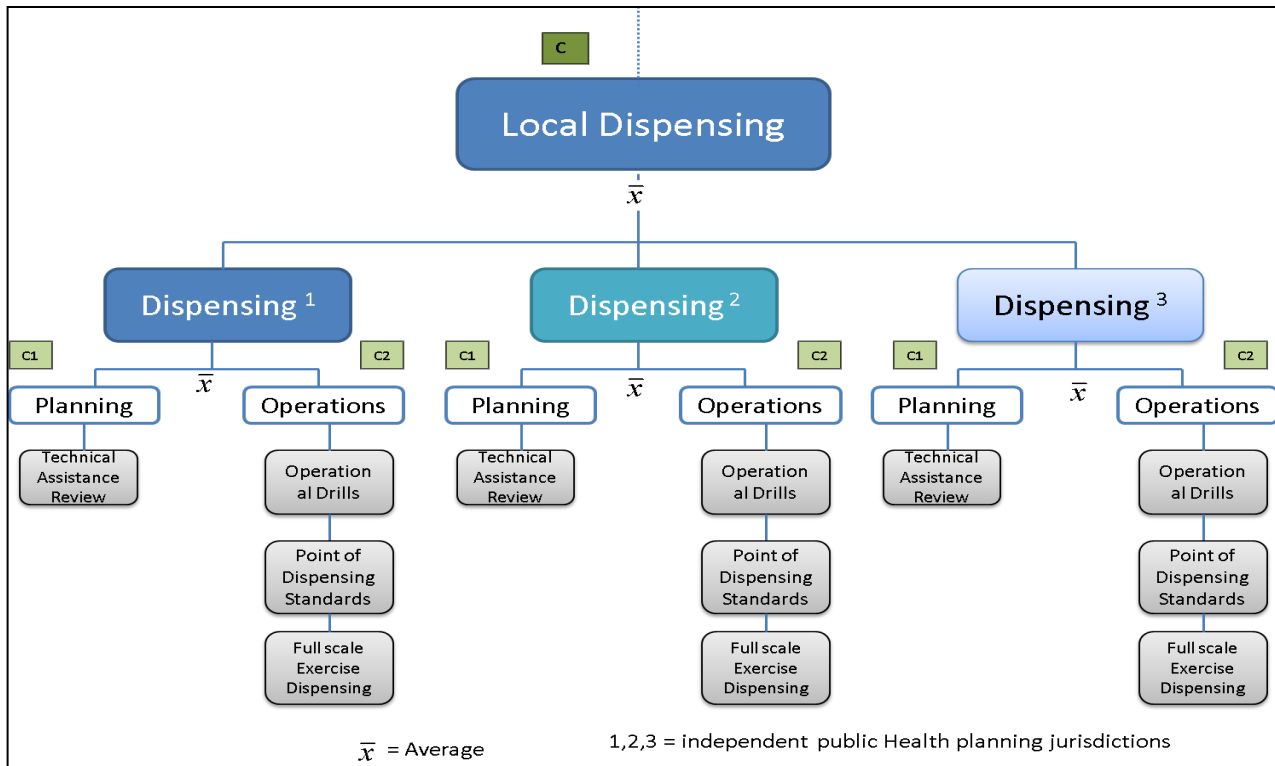 C
Local Dispensing
x̄
Dispensing ¹
Dispensing ²
Dispensing ³
C1
C2
C1
C2
C1
C2
x̄
x̄
x̄
Planning
Operations
Planning
Operations
Planning
Operations
Technical
Assistance
Review
Operation
al Drills
Technical
Assistance
Review
Operation
al Drills
Technical
Assistance
Review
Operation
al Drills
Point of
Dispensing
Standards
Point of
Dispensing
Standards
Point of
Dispensing
Standards
Full scale
Exercise
Dispensing
Full scale
Exercise
Dispensing
Full scale
Exercise
Dispensing
x̄ = Average
1,2,3 = independent public Health planning jurisdictions